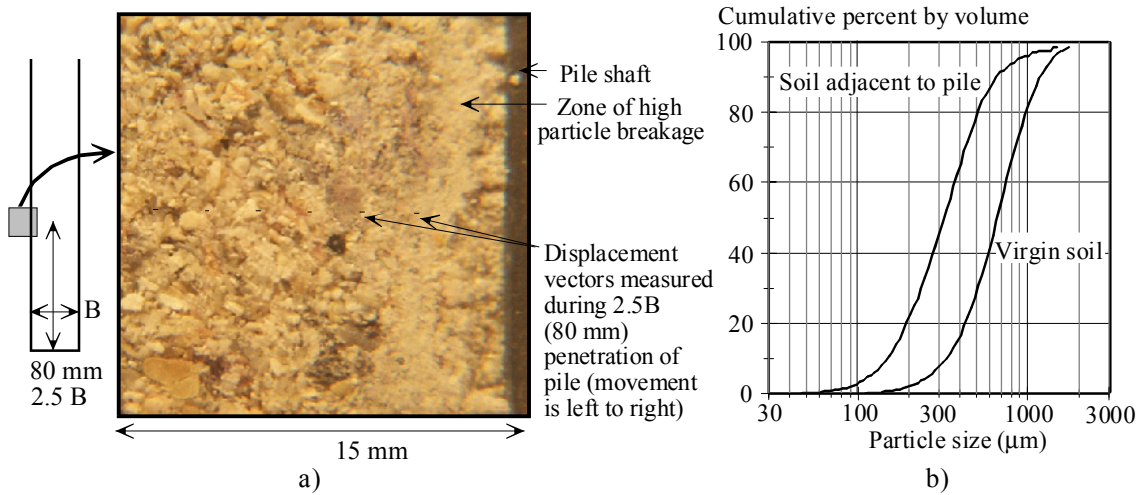 Pile shaft
Zone of high
particle breakage
Displacement
vectors measured
during 2.5B
(80 mm)
penetration of
pile (movement
is left to right)
B
80 mm
2.5 B
15 mm
a)
Cumulative percent by volume
100
80
60
40
20
0
Soil adjacent to pile
Virgin soil
30
100
300
1000
3000
Particle size (μm)
b)